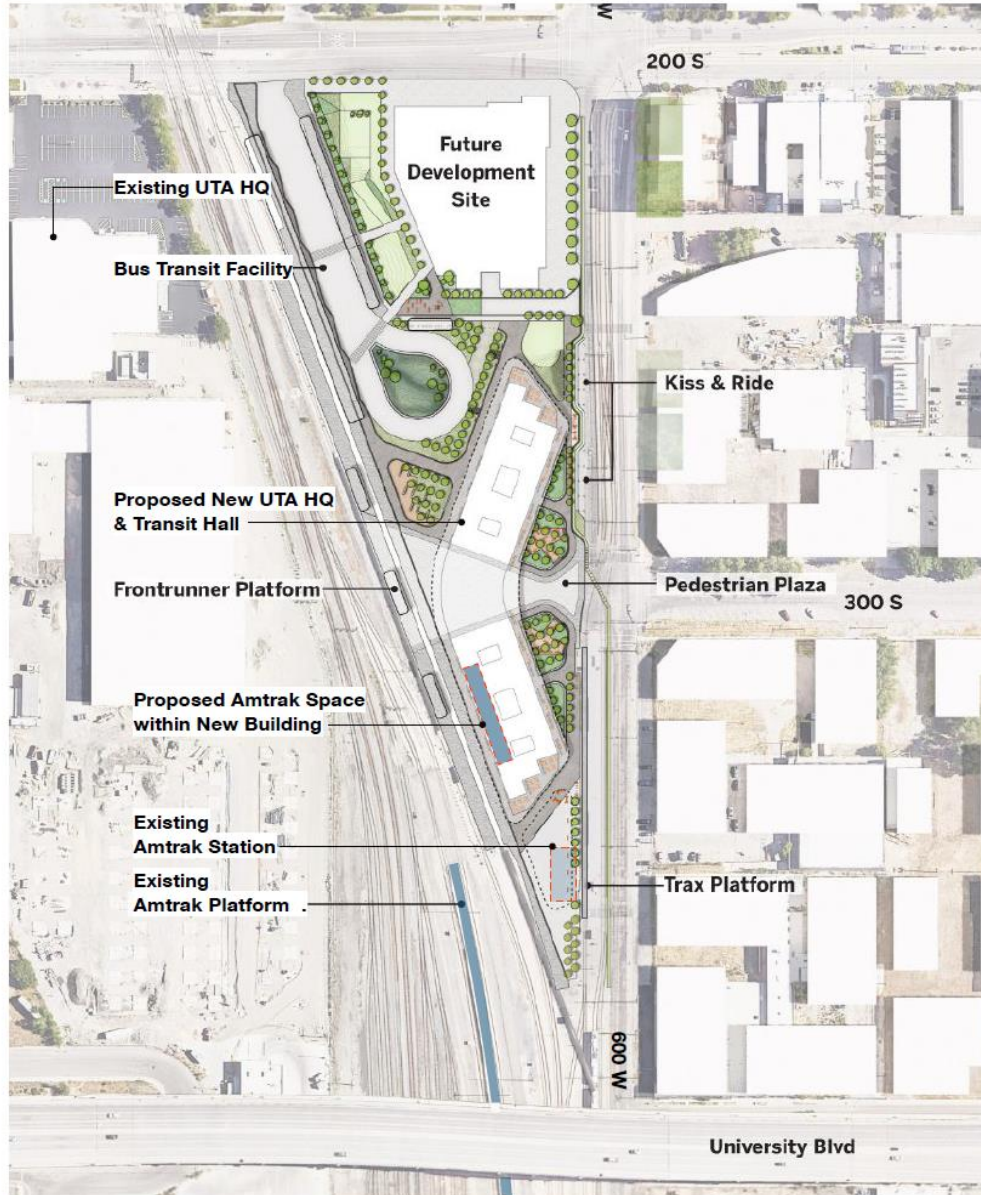 W
200 S
Future
Development
Site
Existing UTA HQ
Bus Transit Facility
Kiss & Ride
Proposed New UTA HQ
& Transit Hall
Frontrunner Platform
Pedestrian Plaza
300 S
Proposed Amtrak Space
within New Building
Existing
Amtrak Station
Existing
Amtrak Platform .
Trax Platform
600 W
University Blvd